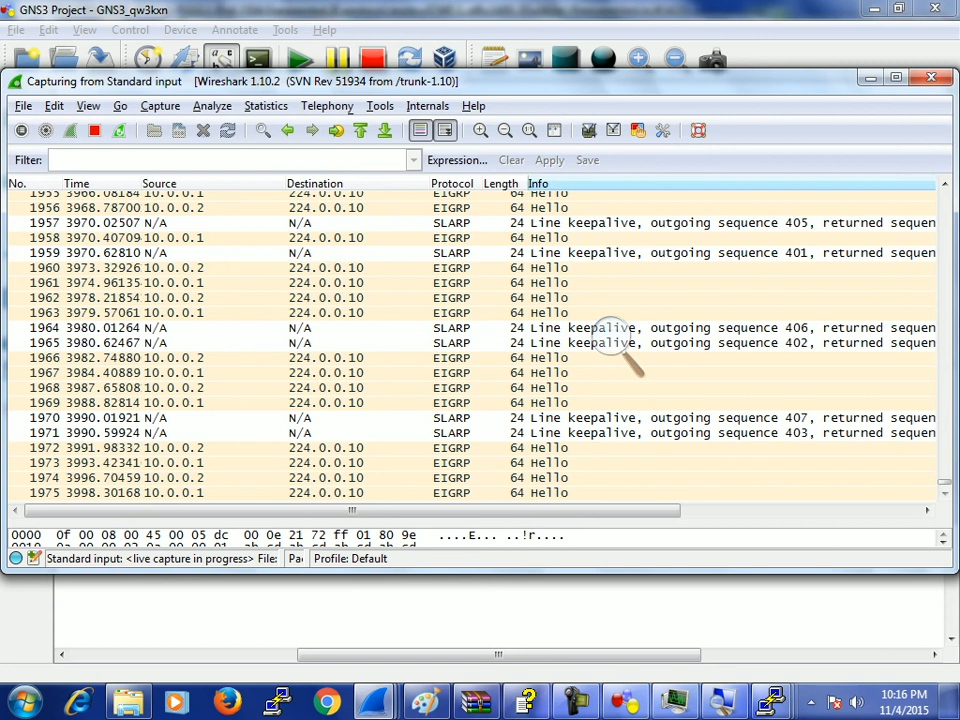 GNS3 Project - GNS3_qw3kxn
File Edit View Control Device Annotate Tools Help
Capturing from Standard input [Wireshark 1.10.2 (SVN Rev 51934 from /trunk-1.10)]
File Edit View Go Capture Analyze Statistics Telephony Tools Internals Help
Filter: Expression... Clear Apply Save
No. Time Source Destination Protocol Length Info
1955 3966.08184 10.0.0.1 224.0.0.10 EIGRP 64 Hello
1956 3968.78700 10.0.0.2 224.0.0.10 EIGRP 64 Hello
1957 3970.02507 N/A N/A SLARP 24 Line keepalive, outgoing sequence 405, returned sequen
1958 3970.40709 10.0.0.1 224.0.0.10 EIGRP 64 Hello
1959 3970.62810 N/A N/A SLARP 24 Line keepalive, outgoing sequence 401, returned sequen
1960 3973.32926 10.0.0.2 224.0.0.10 EIGRP 64 Hello
1961 3974.96135 10.0.0.1 224.0.0.10 EIGRP 64 Hello
1962 3978.21854 10.0.0.2 224.0.0.10 EIGRP 64 Hello
1963 3979.57061 10.0.0.1 224.0.0.10 EIGRP 64 Hello
1964 3980.01264 N/A N/A SLARP 24 Line keepalive, outgoing sequence 406, returned sequen
1965 3980.62467 N/A N/A SLARP 24 Line keepalive, outgoing sequence 402, returned sequen
1966 3982.74880 10.0.0.2 224.0.0.10 EIGRP 64 Hello
1967 3984.40889 10.0.0.1 224.0.0.10 EIGRP 64 Hello
1968 3987.65808 10.0.0.2 224.0.0.10 EIGRP 64 Hello
1969 3988.82814 10.0.0.1 224.0.0.10 EIGRP 64 Hello
1970 3990.01921 N/A N/A SLARP 24 Line keepalive, outgoing sequence 407, returned sequen
1971 3990.59924 N/A N/A SLARP 24 Line keepalive, outgoing sequence 403, returned sequen
1972 3991.98332 10.0.0.2 224.0.0.10 EIGRP 64 Hello
1973 3993.42341 10.0.0.1 224.0.0.10 EIGRP 64 Hello
1974 3996.70459 10.0.0.2 224.0.0.10 EIGRP 64 Hello
1975 3998.30168 10.0.0.1 224.0.0.10 EIGRP 64 Hello
0000 0f 00 08 00 45 00 05 dc 00 0e 21 72 ff 01 80 9e ....E... ..!r....
Standard input: <live capture in progress> File: Pac Profile: Default
10:16 PM
11/4/2015